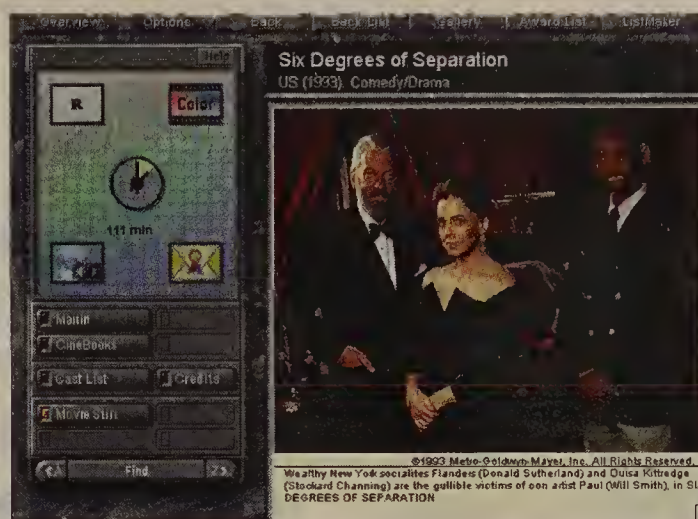 Overview Options Back Back List Gallery Award List ListMaker
Help
Six Degrees of Separation
US (1993). Comedy/Drama
R
Color
111 min
Maltin
CineBooks
Cast List
Credits
Movie Still
Find
©1993 Metro-Goldwyn-Mayer, Inc. All Rights Reserved.
Wealthy New York socialites Flanders (Donald Sutherland) and Ouisa Kittredge
(Stockard Channing) are the gullible victims of con artist Paul (Will Smith), in SI
DEGREES OF SEPARATION